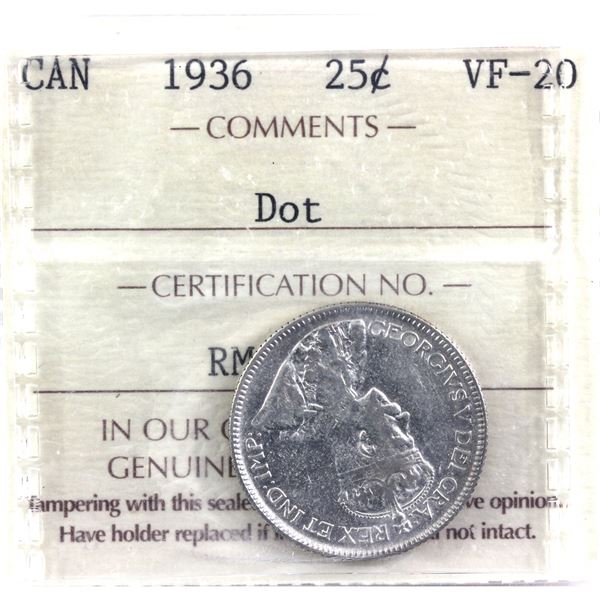 CAN 1936 25¢ VF-20
— COMMENTS —
Dot
— CERTIFICATION NO. —
RM
IN OUR
GENUINE
Tampering with this seale ve opinion.
Have holder replaced if not intact.
GEORGIVS V DEI GRA: REX ET IND: IMP: